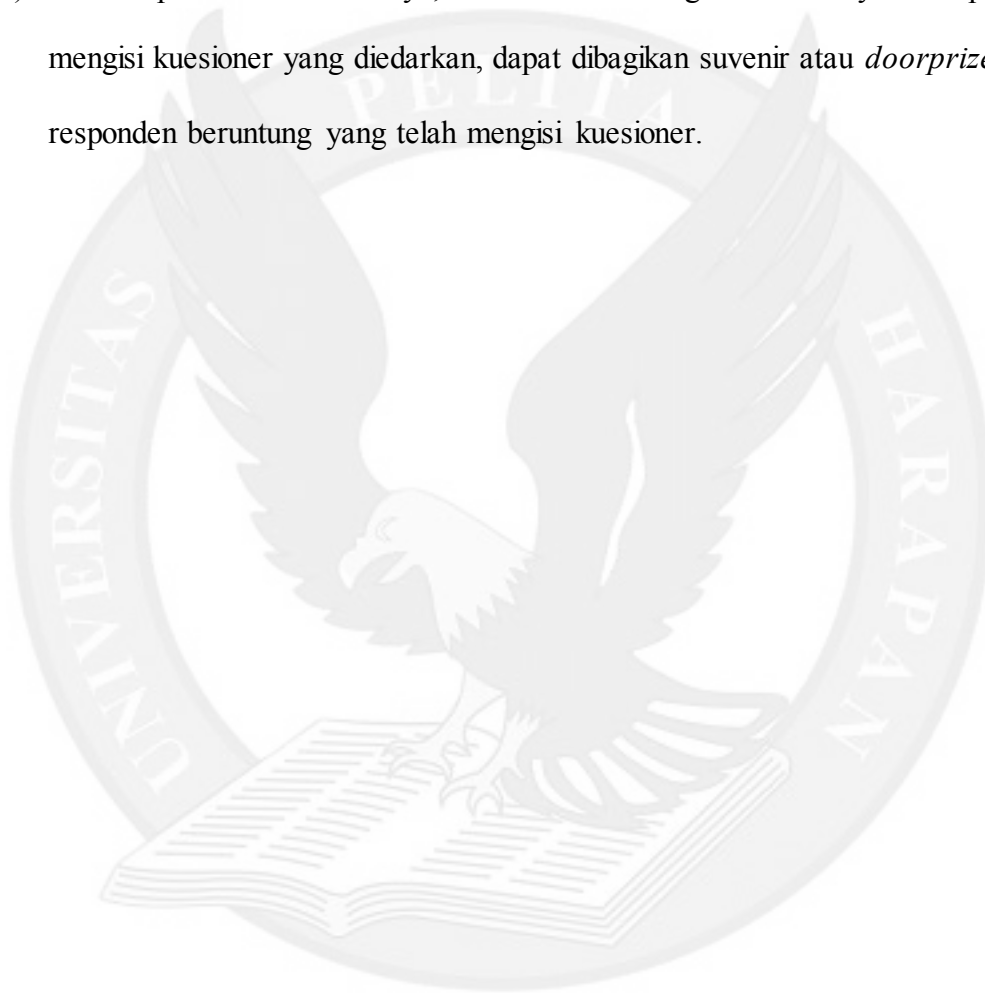 mengisi kuesioner yang diedarkan, dapat dibagikan suvenir atau doorprize
responden beruntung yang telah mengisi kuesioner.
PELITA
UNIVERSITAS
HARAPAN